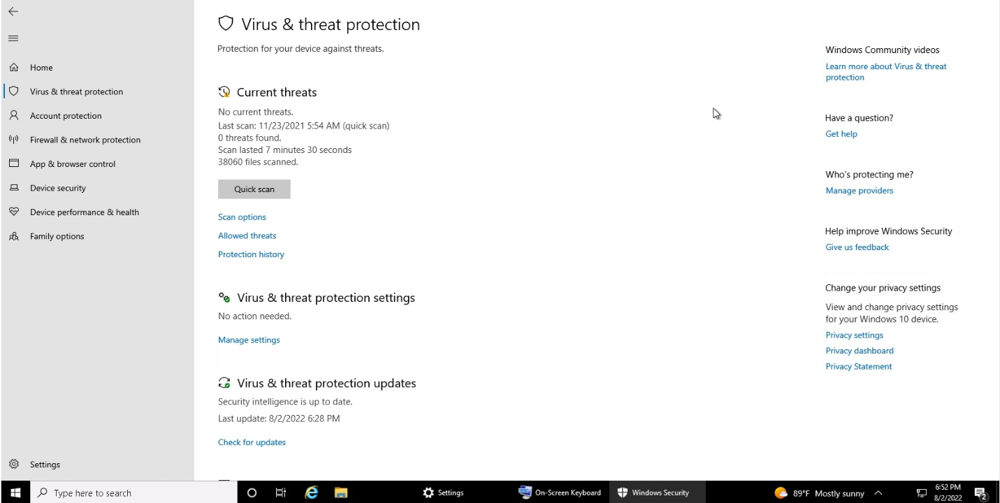 Virus & threat protection
Protection for your device against threats.
Home
Virus & threat protection
Account protection
Firewall & network protection
App & browser control
Device security
Device performance & health
Family options
Settings
Current threats
No current threats.
Last scan: 11/23/2021 5:54 AM (quick scan)
0 threats found.
Scan lasted 7 minutes 30 seconds
38060 files scanned.
Quick scan
Scan options
Allowed threats
Protection history
Virus & threat protection settings
No action needed.
Manage settings
Virus & threat protection updates
Security intelligence is up to date.
Last update: 8/2/2022 6:28 PM
Check for updates
Windows Community videos
Learn more about Virus & threat
protection
Have a question?
Get help
Who's protecting me?
Manage providers
Help improve Windows Security
Give us feedback
Change your privacy settings
View and change privacy settings
for your Windows 10 device.
Privacy settings
Privacy dashboard
Privacy Statement
Type here to search
Settings
On-Screen Keyboard
Windows Security
89°F Mostly sunny
6:52 PM
8/2/2022
2